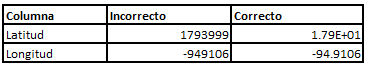 Columna Incorrecto Correcto
Latitud 1793999 1.79E+01
Longitud -949106 -94.9106